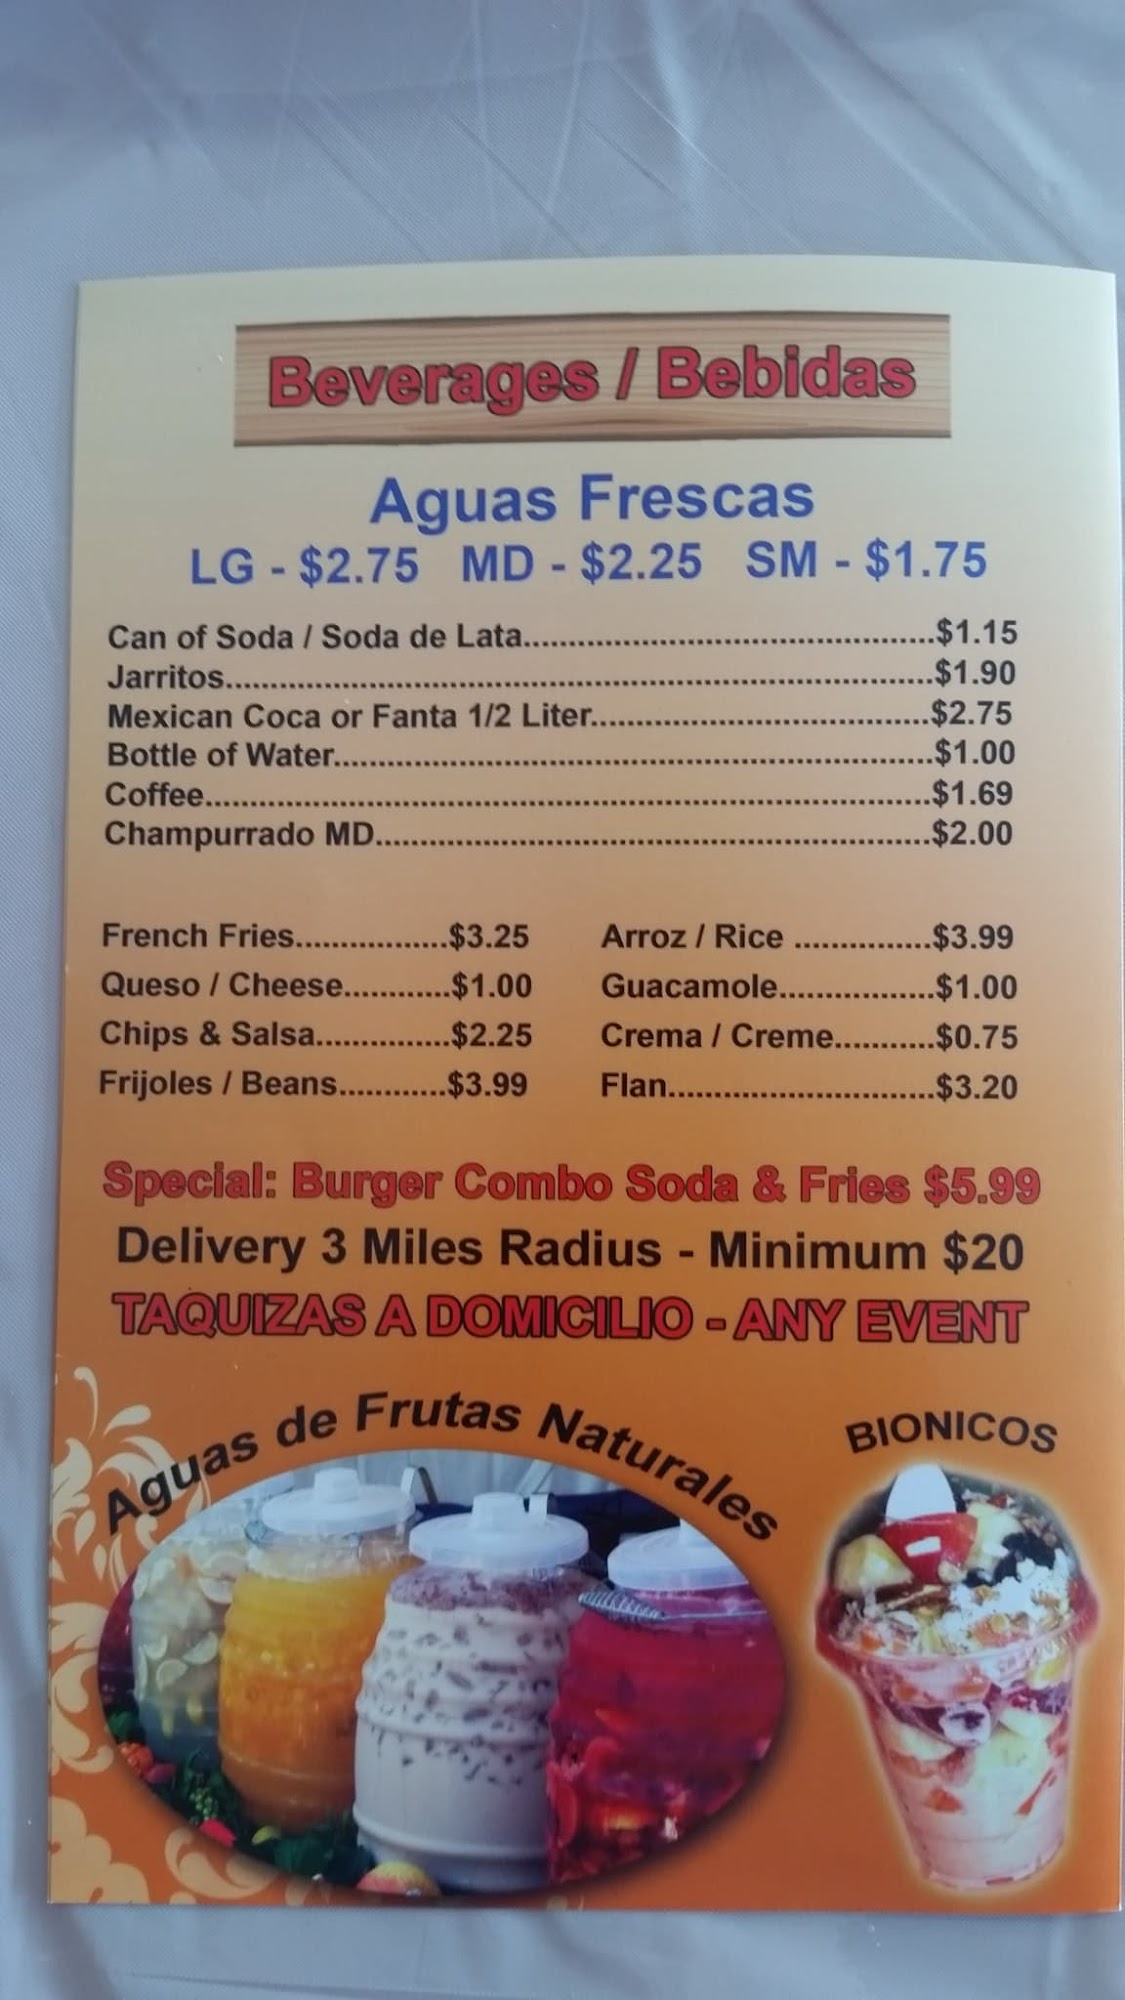 Beverages / Bebidas
Aguas Frescas
LG - $2.75 MD - $2.25 SM - $1.75
Can of Soda / Soda de Lata..............................................$1.15
Jarritos..............................................................................$1.90
Mexican Coca or Fanta 1/2 Liter.....................................$2.75
Bottle of Water..................................................................$1.00
Coffee................................................................................$1.69
Champurrado MD.............................................................$2.00
French Fries.................$3.25 Arroz / Rice ...............$3.99
Queso / Cheese............$1.00 Guacamole.................$1.00
Chips & Salsa...............$2.25 Crema / Creme...........$0.75
Frijoles / Beans............$3.99 Flan.............................$3.20
Special: Burger Combo Soda & Fries $5.99
Delivery 3 Miles Radius - Minimum $20
TAQUIZAS A DOMICILIO - ANY EVENT
Aguas de Frutas Naturales
BIONICOS